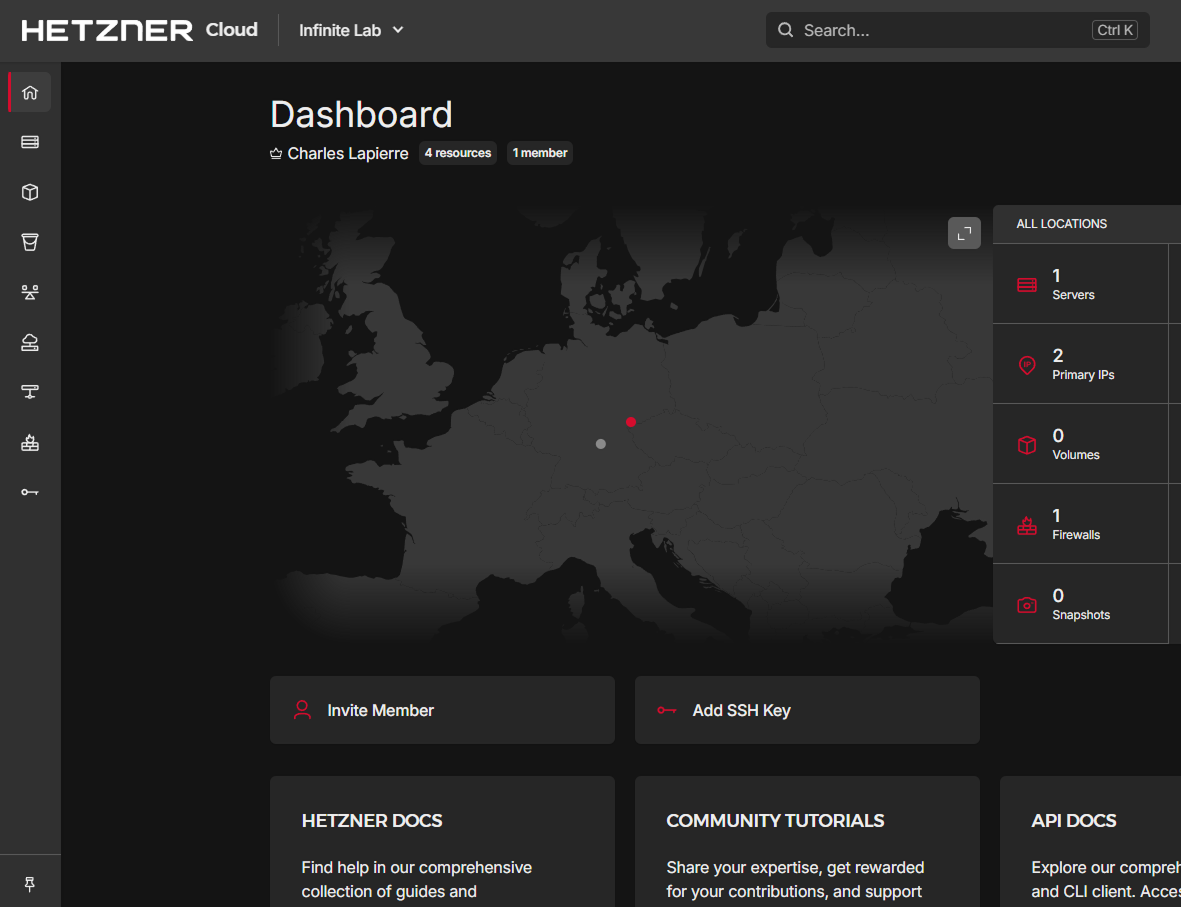 HETZNER Cloud Infinite Lab Search... Ctrl K
Dashboard
Charles Lapierre 4 resources 1 member
ALL LOCATIONS
1
Servers
IP
2
Primary IPs
0
Volumes
1
Firewalls
0
Snapshots
Invite Member Add SSH Key
HETZNER DOCS
Find help in our comprehensive
collection of guides and
COMMUNITY TUTORIALS
Share your expertise, get rewarded
for your contributions, and support
API DOCS
Explore our compreh
and CLI client. Acces